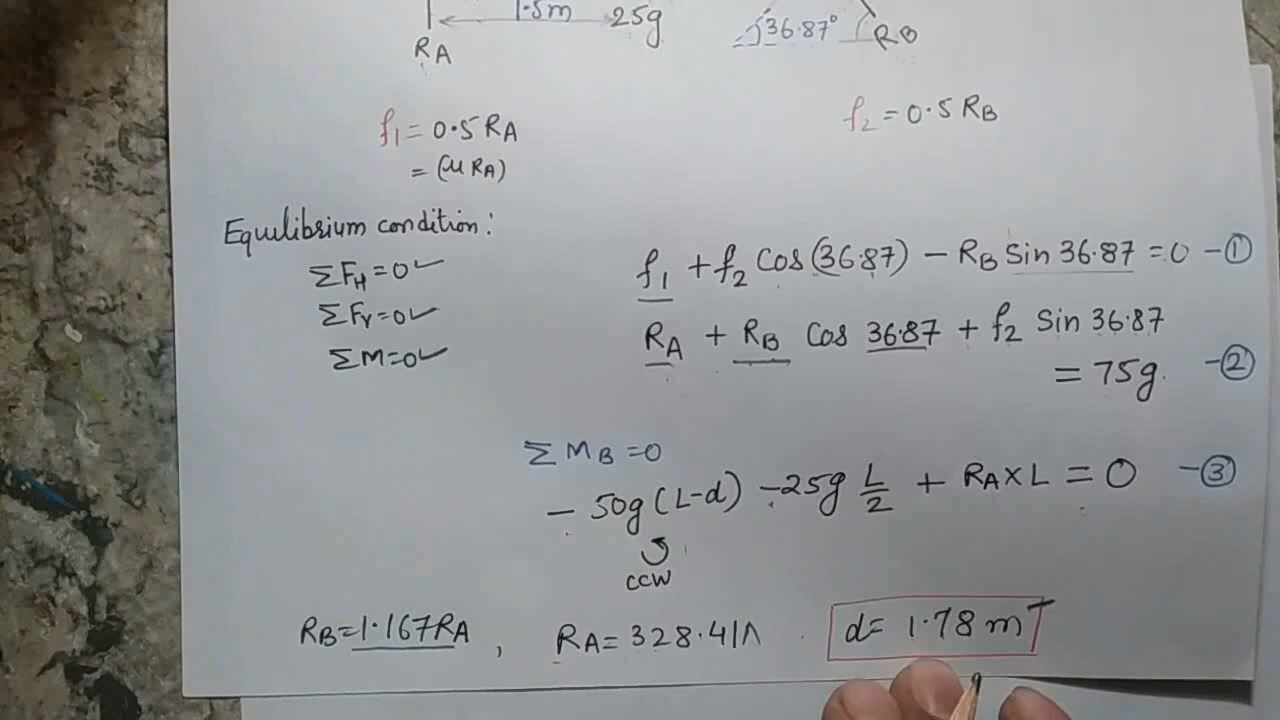 1.5m 25g 36.87° RB
RA
f1 = 0.5 RA
= (μ RA)
f2 = 0.5 RB
Equilibrium condition:
ΣFH = 0 ✓
ΣFV = 0 ✓
ΣM = 0 ✓
f1 + f2 Cos(36.87) − RB Sin 36.87 = 0 − ①
RA + RB Cos 36.87 + f2 Sin 36.87
= 75g. − ②
ΣMB = 0
− 50g (L-d) − 25g L/2 + RA × L = 0 − ③
CCW
RB = 1.167RA , RA = 328.41N . d = 1.78 m